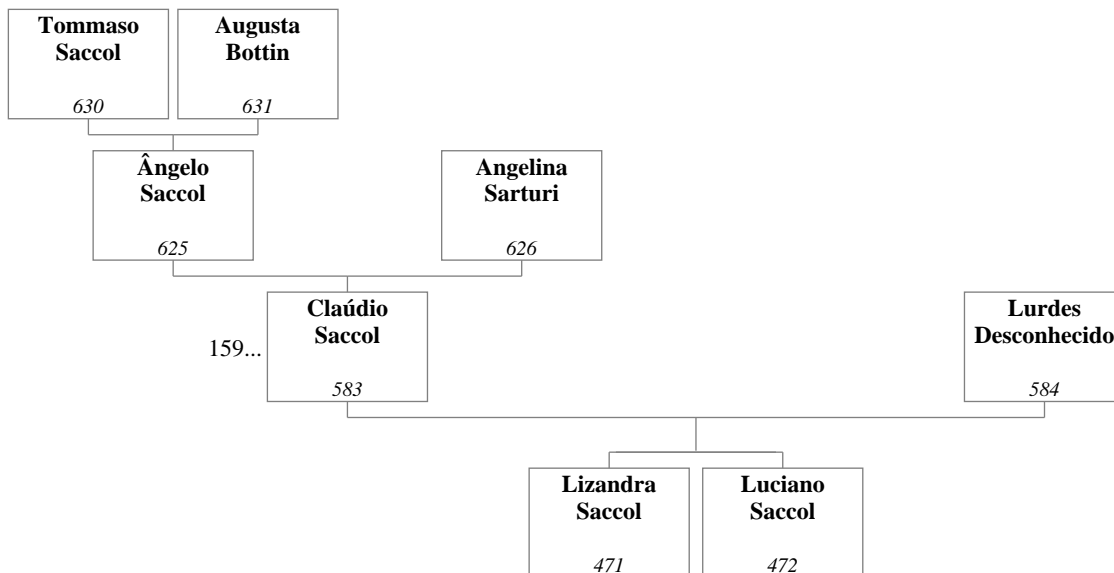 Tommaso
Saccol
630
Augusta
Bottin
631
Ângelo
Saccol
625
Angelina
Sarturi
626
159...
Claúdio
Saccol
583
Lurdes
Desconhecido
584
Lizandra
Saccol
471
Luciano
Saccol
472